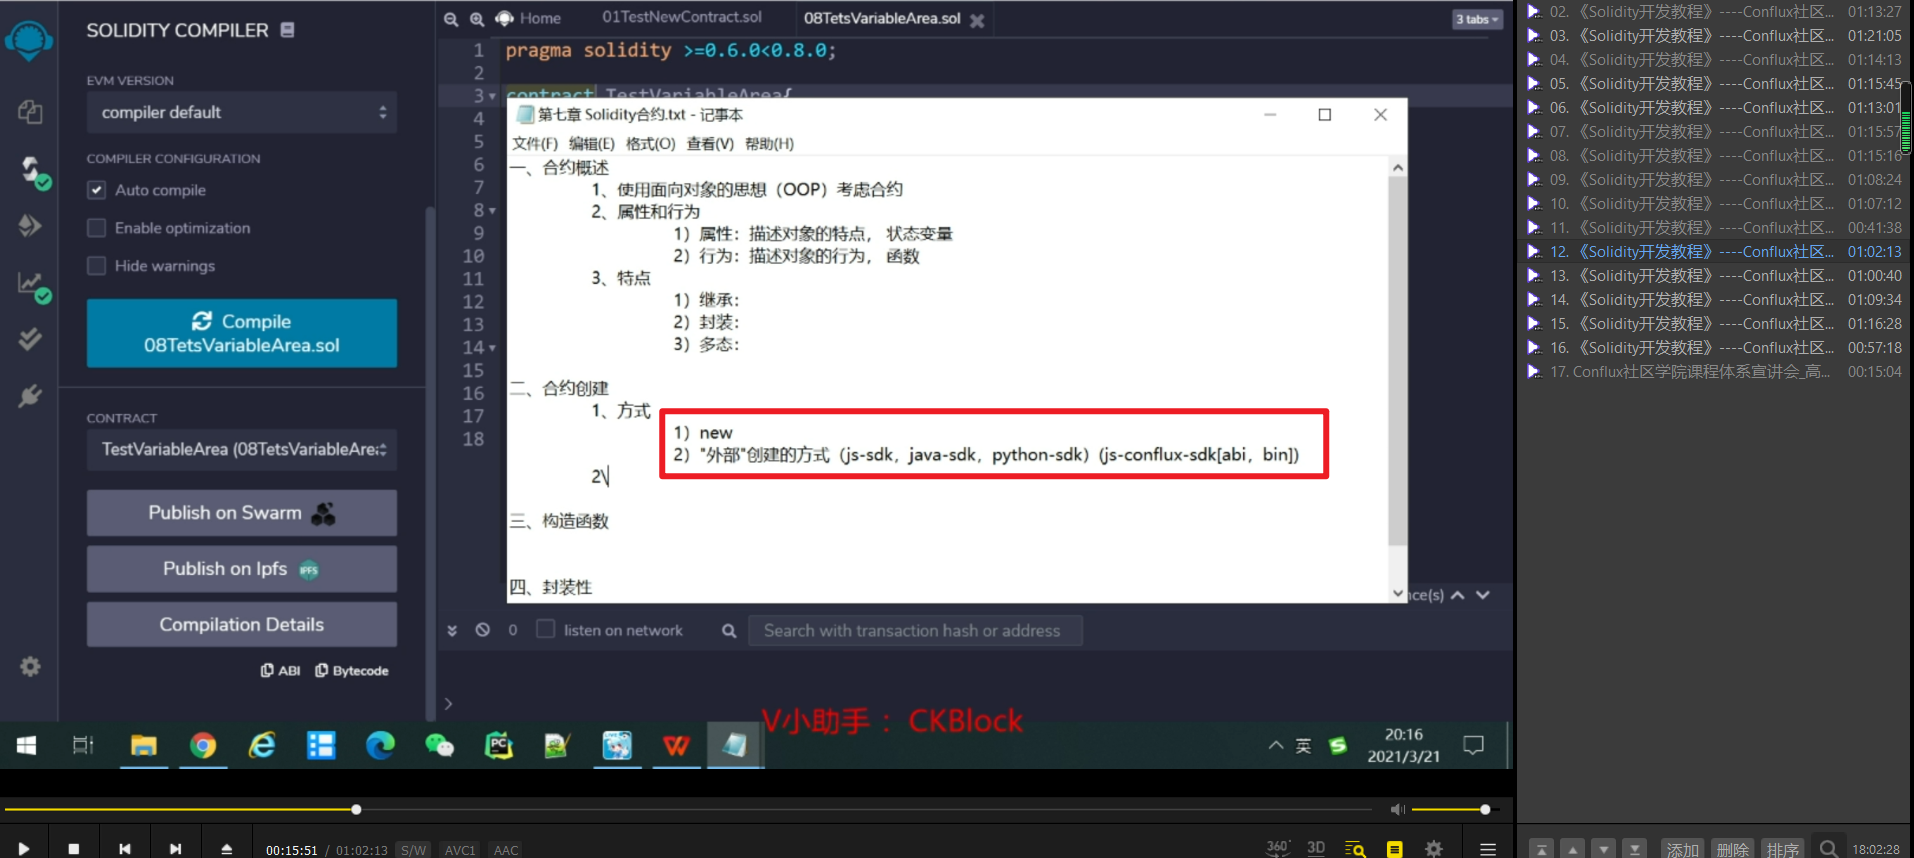 SOLIDITY COMPILER
EVM VERSION
compiler default
COMPILER CONFIGURATION
Auto compile
Enable optimization
Hide warnings
Compile
08TetsVariableArea.sol
CONTRACT
TestVariableArea (08TetsVariableArea
Publish on Swarm
Publish on Ipfs
IPFS
Compilation Details
ABI Bytecode
Home 01TestNewContract.sol 08TetsVariableArea.sol
3 tabs
1 pragma solidity >=0.6.0<0.8.0;
2
3 contract TestVariableArea{
4
5
6
7
8
9
10
11
12
13
14
15
16
17
18
第七章 Solidity合约.txt - 记事本
文件(F) 编辑(E) 格式(O) 查看(V) 帮助(H)
一、合约概述
1、使用面向对象的思想（OOP）考虑合约
2、属性和行为
1）属性：描述对象的特点， 状态变量
2）行为：描述对象的行为， 函数
3、特点
1）继承：
2）封装：
3）多态：
二、合约创建
1、方式
1）new
2）"外部"创建的方式（js-sdk，java-sdk，python-sdk）(js-conflux-sdk[abi，bin])
2\
三、构造函数
四、封装性
nce(s)
0 listen on network Search with transaction hash or address
V小助手： CKBlock
英
20:16
2021/3/21
00:15:51 / 01:02:13 S/W AVC1 AAC
360° 3D
02. 《Solidity开发教程》----Conflux社区... 01:13:27
03. 《Solidity开发教程》----Conflux社区... 01:21:05
04. 《Solidity开发教程》----Conflux社区... 01:14:13
05. 《Solidity开发教程》----Conflux社区... 01:15:45
06. 《Solidity开发教程》----Conflux社区... 01:13:01
07. 《Solidity开发教程》----Conflux社区... 01:15:57
08. 《Solidity开发教程》----Conflux社区... 01:15:16
09. 《Solidity开发教程》----Conflux社区... 01:08:24
10. 《Solidity开发教程》----Conflux社区... 01:07:12
11. 《Solidity开发教程》----Conflux社区... 00:41:38
12. 《Solidity开发教程》----Conflux社区... 01:02:13
13. 《Solidity开发教程》----Conflux社区... 01:00:40
14. 《Solidity开发教程》----Conflux社区... 01:09:34
15. 《Solidity开发教程》----Conflux社区... 01:16:28
16. 《Solidity开发教程》----Conflux社区... 00:57:18
17. Conflux社区学院课程体系宣讲会_高... 00:15:04
添加 删除 排序 18:02:28